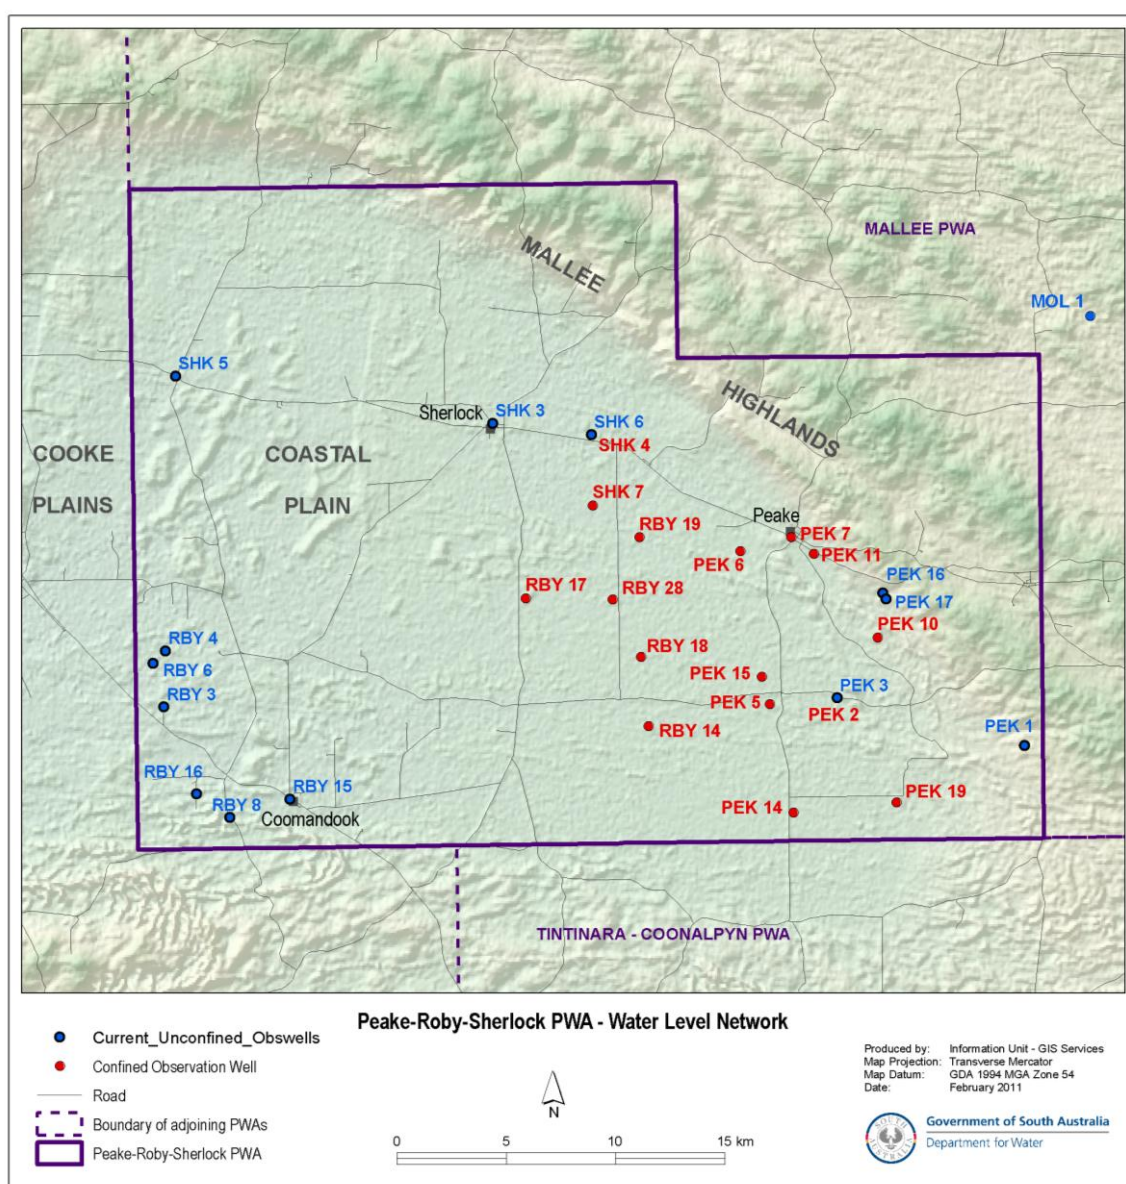 MALLEE PWA
MALLEE
MOL 1
SHK 5
SHK 3
Sherlock
SHK 6
SHK 4
HIGHLANDS
COOKE
PLAINS
COASTAL
PLAIN
SHK 7
Peake
RBY 19
PEK 7
PEK 11
PEK 6
PEK 16
PEK 17
RBY 17
RBY 28
PEK 10
RBY 4
RBY 6
RBY 18
PEK 15
PEK 3
RBY 3
PEK 5
PEK 2
RBY 14
PEK 1
RBY 16
RBY 15
RBY 8
Coomandook
PEK 14
PEK 19
TINTINARA - COONALPYN PWA
Peake-Roby-Sherlock PWA - Water Level Network
Current_Unconfined_Obswells
Confined Observation Well
Road
Boundary of adjoining PWAs
Peake-Roby-Sherlock PWA
N
0 5 10 15 km
Produced by: Information Unit - GIS Services
Map Projection: Transverse Mercator
Map Datum: GDA 1994 MGA Zone 54
Date: February 2011
SOUTH
AUSTRALIA
Government of South Australia
Department for Water